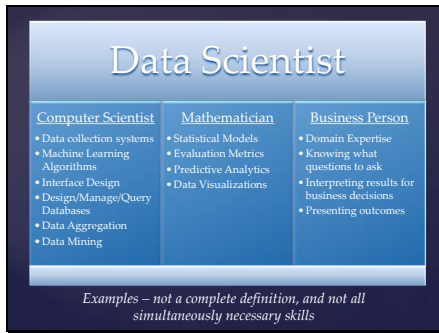 Data Scientist
Computer Scientist
• Data collection systems
• Machine Learning
Algorithms
• Interface Design
• Design/Manage/Query
Databases
• Data Aggregation
• Data Mining
Mathematician
• Statistical Models
• Evaluation Metrics
• Predictive Analytics
• Data Visualizations
Business Person
• Domain Expertise
• Knowing what
questions to ask
• Interpreting results for
business decisions
• Presenting outcomes
Examples – not a complete definition, and not all
simultaneously necessary skills